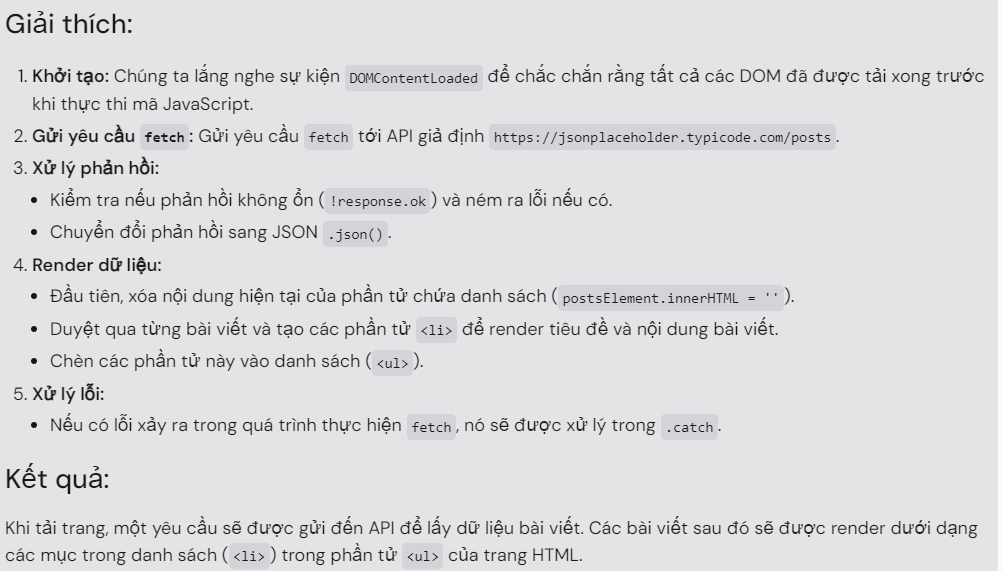 Giải thích:
1. Khởi tạo: Chúng ta lắng nghe sự kiện DOMContentLoaded để chắc chắn rằng tất cả các DOM đã được tải xong trước
khi thực thi mã JavaScript.
2. Gửi yêu cầu fetch: Gửi yêu cầu fetch tới API giả định https://jsonplaceholder.typicode.com/posts.
3. Xử lý phản hồi:
• Kiểm tra nếu phản hồi không ổn (!response.ok) và ném ra lỗi nếu có.
• Chuyển đổi phản hồi sang JSON .json().
4. Render dữ liệu:
• Đầu tiên, xóa nội dung hiện tại của phần tử chứa danh sách (postsElement.innerHTML = '').
• Duyệt qua từng bài viết và tạo các phần tử <li> để render tiêu đề và nội dung bài viết.
• Chèn các phần tử này vào danh sách (<ul>).
5. Xử lý lỗi:
• Nếu có lỗi xảy ra trong quá trình thực hiện fetch, nó sẽ được xử lý trong .catch.
Kết quả:
Khi tải trang, một yêu cầu sẽ được gửi đến API để lấy dữ liệu bài viết. Các bài viết sau đó sẽ được render dưới dạng
các mục trong danh sách (<li>) trong phần tử <ul> của trang HTML.